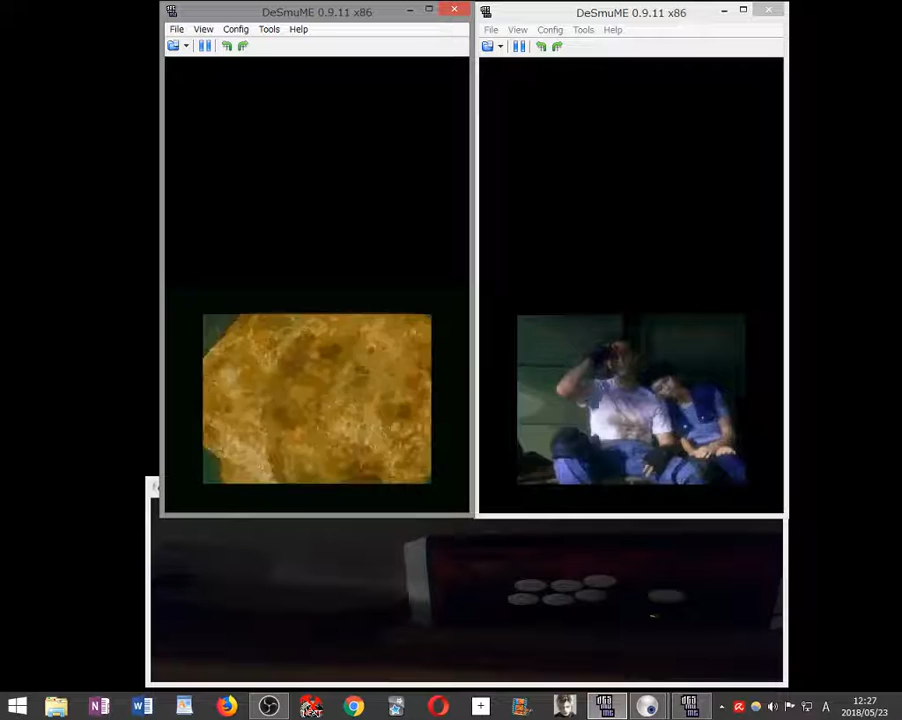 DeSmuME 0.9.11 x86
File View Config Tools Help
DeSmuME 0.9.11 x86
File View Config Tools Help
A
12:27
2018/05/23